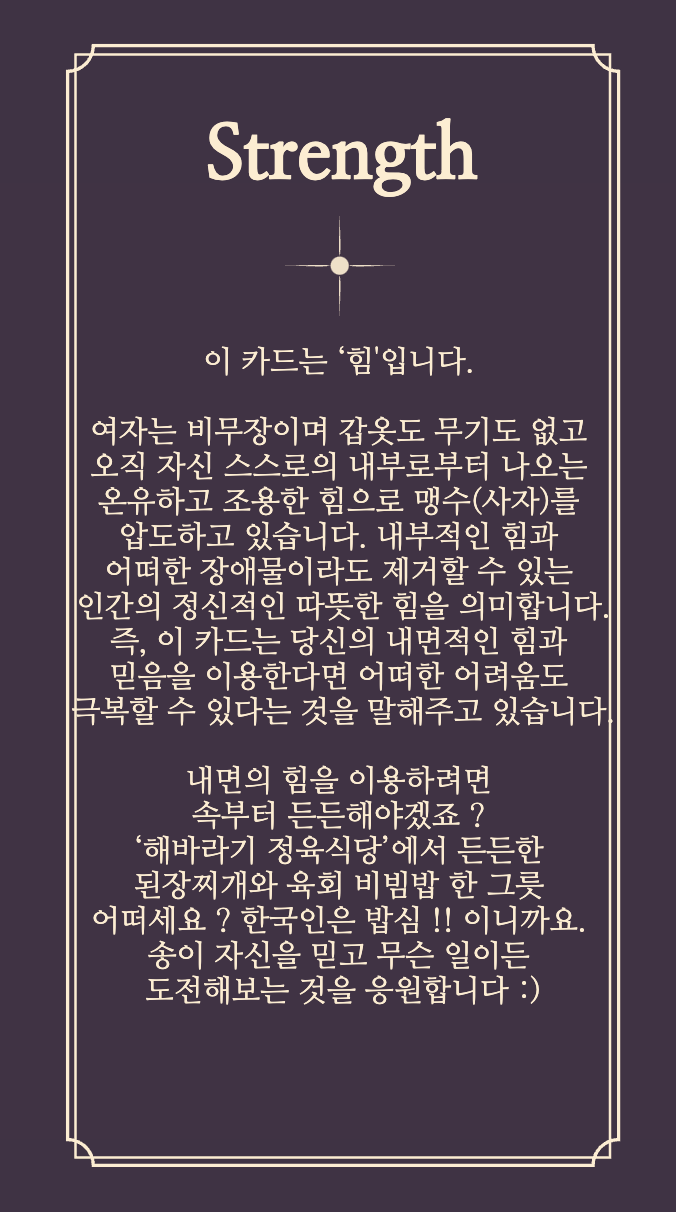 Strength
이 카드는 ‘힘'입니다.
여자는 비무장이며 갑옷도 무기도 없고
오직 자신 스스로의 내부로부터 나오는
온유하고 조용한 힘으로 맹수(사자)를
압도하고 있습니다. 내부적인 힘과
어떠한 장애물이라도 제거할 수 있는
인간의 정신적인 따뜻한 힘을 의미합니다.
즉, 이 카드는 당신의 내면적인 힘과
믿음을 이용한다면 어떠한 어려움도
극복할 수 있다는 것을 말해주고 있습니다.
내면의 힘을 이용하려면
속부터 든든해야겠죠 ?
‘해바라기 정육식당’에서 든든한
된장찌개와 육회 비빔밥 한 그릇
어떠세요 ? 한국인은 밥심 !! 이니까요.
송이 자신을 믿고 무슨 일이든
도전해보는 것을 응원합니다 :)